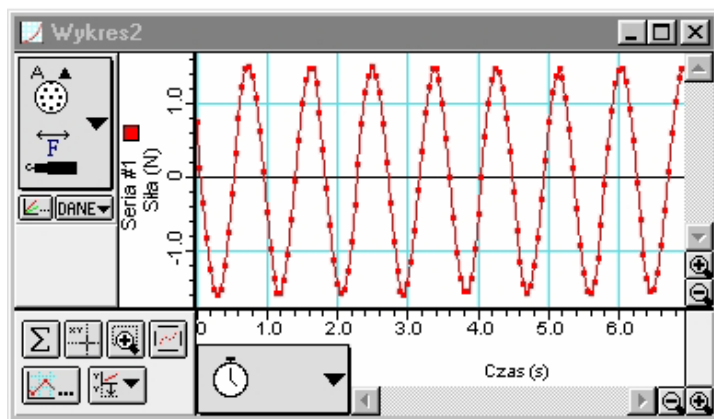 Wykres2
A
F
DANE
Seria #1
Siła (N)
1.0
0
-1.0
Σ
XY
Y
Y
0 1.0 2.0 3.0 4.0 5.0 6.0
Czas (s)